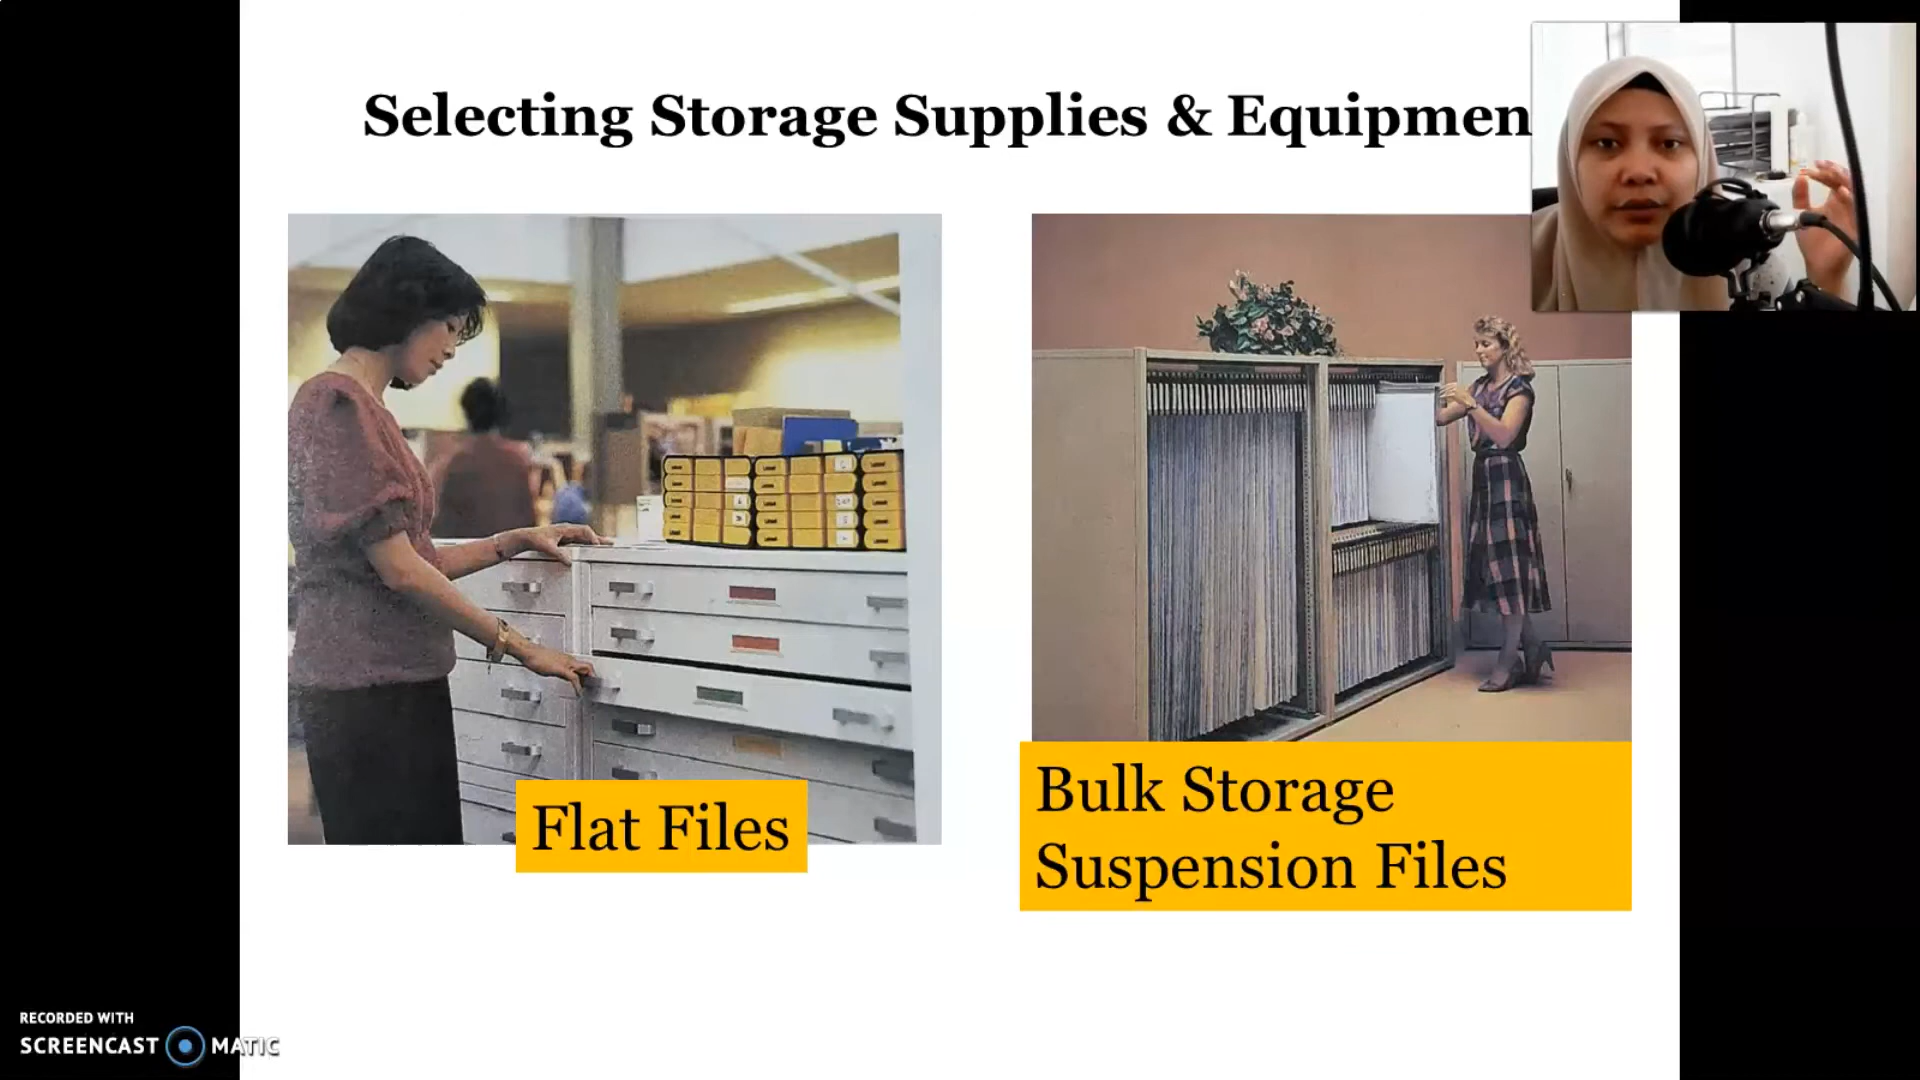 Selecting Storage Supplies & Equipmen
Flat Files
Bulk Storage
Suspension Files
RECORDED WITH
SCREENCAST MATIC